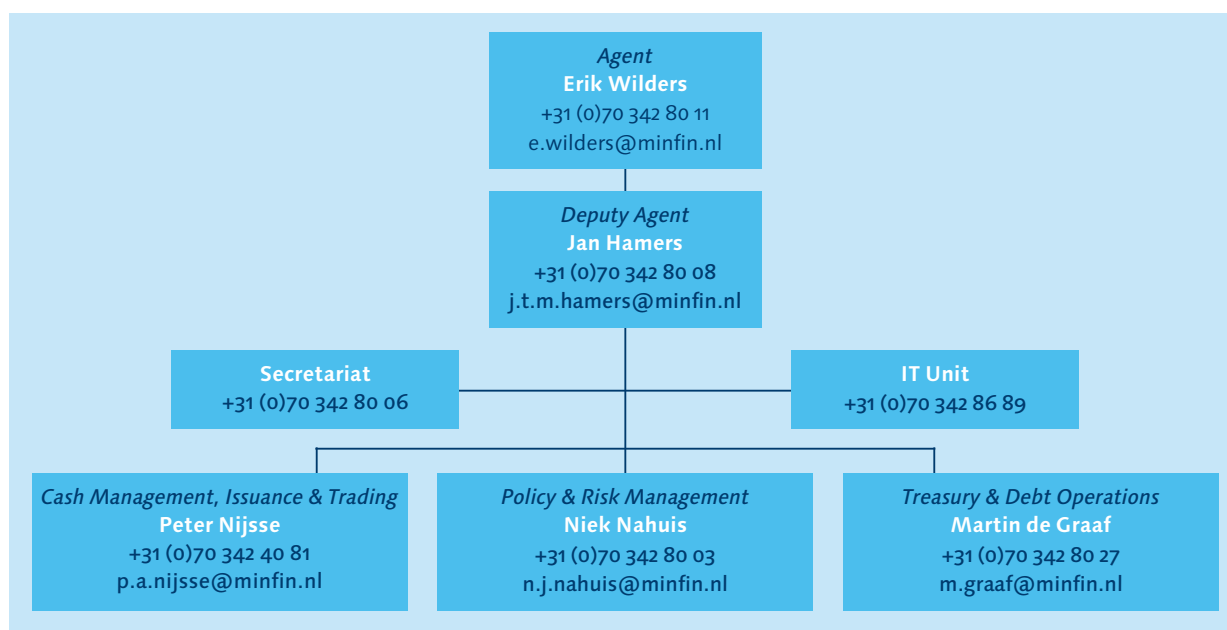 Agent
Erik Wilders
+31 (0)70 342 80 11
e.wilders@minfin.nl
Deputy Agent
Jan Hamers
+31 (0)70 342 80 08
j.t.m.hamers@minfin.nl
Secretariat
+31 (0)70 342 80 06
IT Unit
+31 (0)70 342 86 89
Cash Management, Issuance & Trading
Peter Nijsse
+31 (0)70 342 40 81
p.a.nijsse@minfin.nl
Policy & Risk Management
Niek Nahuis
+31 (0)70 342 80 03
n.j.nahuis@minfin.nl
Treasury & Debt Operations
Martin de Graaf
+31 (0)70 342 80 27
m.graaf@minfin.nl